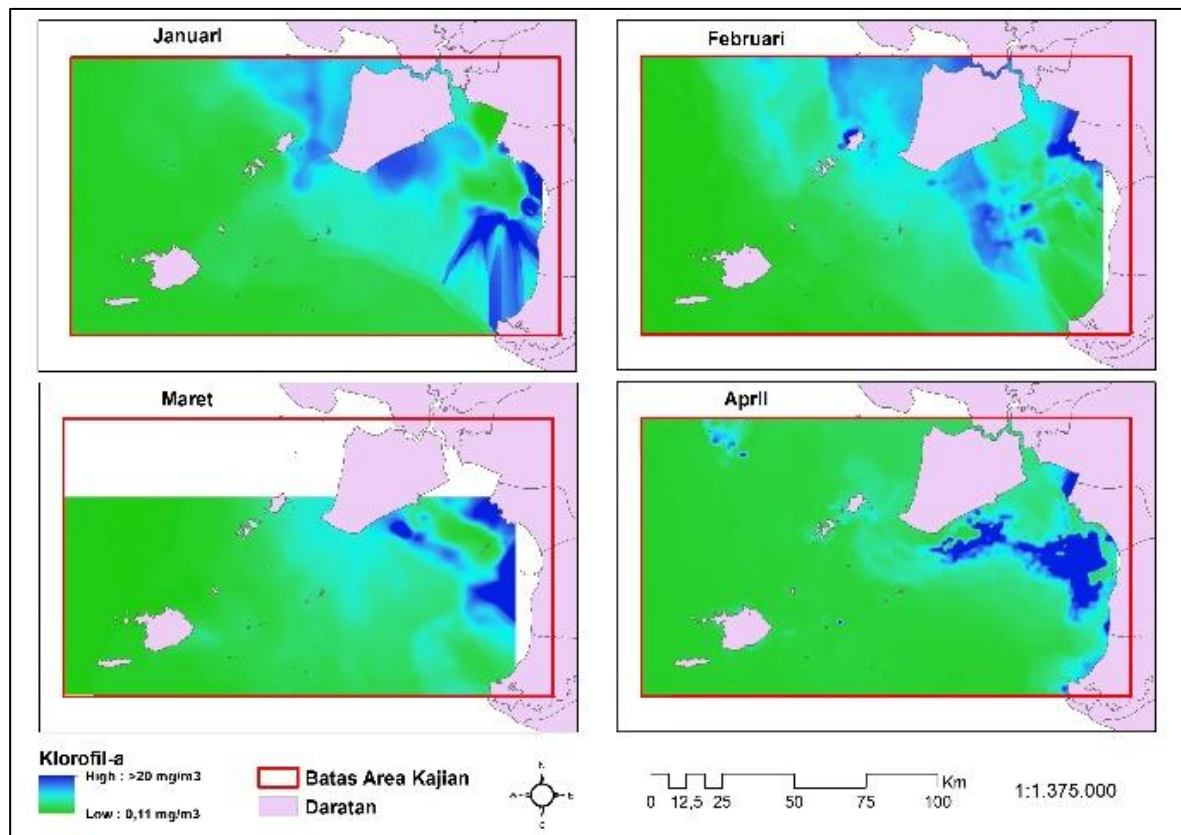 Januari
Februari
Maret
April
Klorofil-a
High : >20 mg/m3
Low : 0,11 mg/m3
Batas Area Kajian
Daratan
Km
0 12,5 25 50 75 100
1:1.375.000